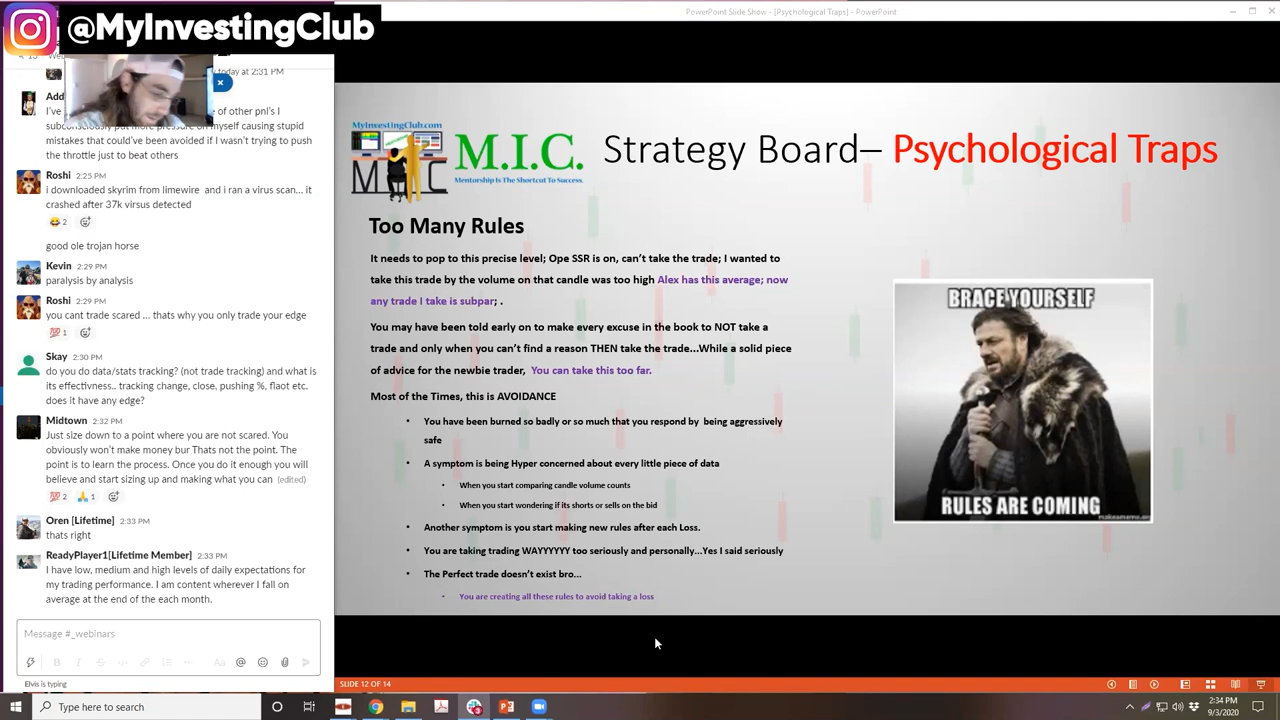 @MyInvestingClub
PowerPoint Slide Show - [Psychological Traps] - PowerPoint
today at 2:31 PM
Add
I've
e of other pnl's I
subconsciously put more pressure on myself causing stupid
mistakes that could've been avoided if I wasn't trying to push
the throttle just to beat others
Roshi 2:25 PM
i downloaded skyrim from limewire and i ran a virus scan... it
crashed after 37k virsus detected
2
good ole trojan horse
Kevin 2:29 PM
paralysis by analysis
Roshi 2:29 PM
you cant trade scared ... thats why you only trade your edge
1
Skay 2:30 PM
do you do data/stats tracking? (not trade tracking) and what is
its effectivness.. tracking change, close, pushing %, flaot etc.
does it have any edge?
Midtown 2:32 PM
Just size down to a point where you are not scared. You
obviously won't make money bur Thats not the point. The
point is to learn the process. Once you do it enough you will
believe and start sizing up and making what you can (edited)
2 1
Oren [Lifetime] 2:33 PM
thats right
ReadyPlayer1[Lifetime Member] 2:33 PM
I have low, medium and high levels of daily expectations for
my trading performance. I am content wherever I fall on
average at the end of the each month.
Message #_webinars
Elvis is typing
MyInvestingClub.com
MIC
M.I.C.
Mentorship Is The Shortcut To Success.
Strategy Board– Psychological Traps
Too Many Rules
It needs to pop to this precise level; Ope SSR is on, can't take the trade; I wanted to
take this trade by the volume on that candle was too high Alex has this average; now
any trade I take is subpar; .
You may have been told early on to make every excuse in the book to NOT take a
trade and only when you can't find a reason THEN take the trade...While a solid piece
of advice for the newbie trader, You can take this too far.
Most of the Times, this is AVOIDANCE
• You have been burned so badly or so much that you respond by being aggressively
safe
• A symptom is being Hyper concerned about every little piece of data
• When you start comparing candle volume counts
• When you start wondering if its shorts or sells on the bid
• Another symptom is you start making new rules after each Loss.
• You are taking trading WAYYYYYY too seriously and personally...Yes I said seriously
• The Perfect trade doesn't exist bro...
• You are creating all these rules to avoid taking a loss
BRACE YOURSELF
RULES ARE COMING
SLIDE 12 OF 14
Type here to search
2:34 PM
9/3/2020